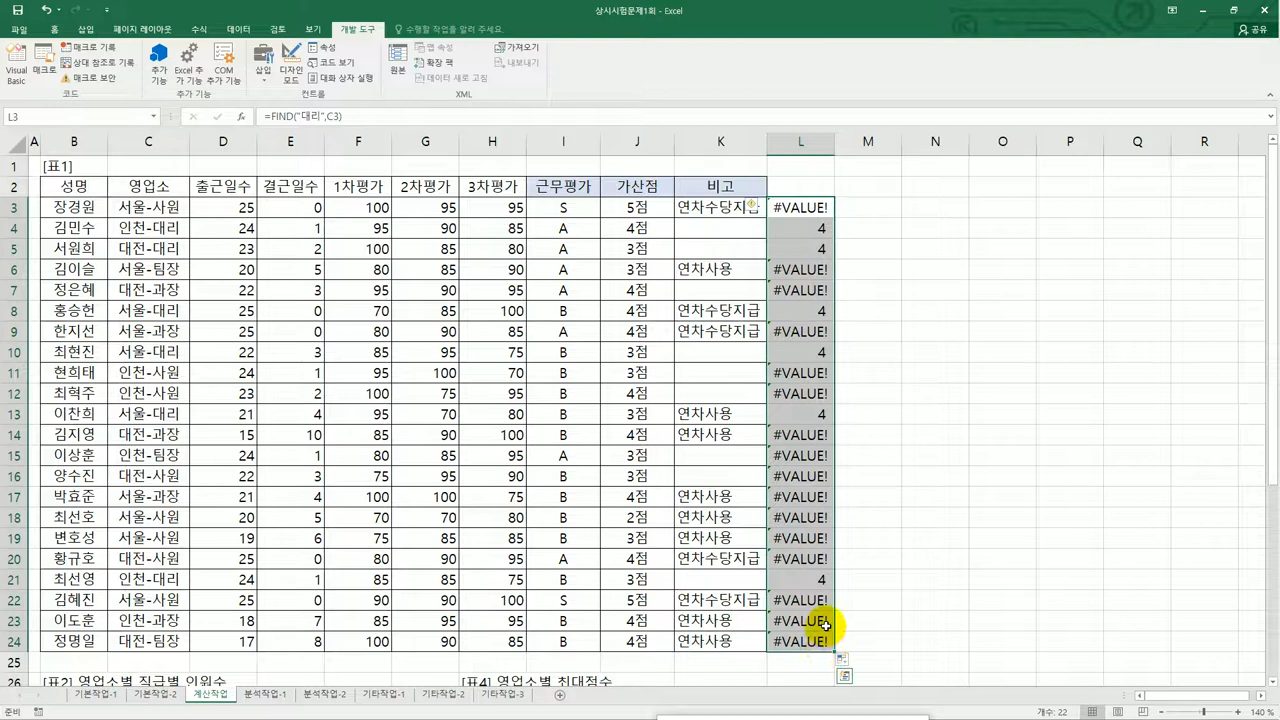 상시시험문제1회 - Excel
파일 홈 삽입 페이지 레이아웃 수식 데이터 검토 보기 개발 도구 수행할 작업을 알려 주세요. 공유
Visual Basic 매크로 매크로 기록 상대 참조로 기록 매크로 보안 추가 기능 Excel 추가 기능 COM 추가 기능 삽입 디자인 모드 속성 코드 보기 대화 상자 실행 원본 맵 속성 확장 팩 데이터 새로 고침 가져오기 내보내기
코드 추가 기능 컨트롤 XML
L3 =FIND("대리",C3)
A B C D E F G H I J K L M N O P Q R
1 [표1]
2 성명 영업소 출근일수 결근일수 1차평가 2차평가 3차평가 근무평가 가산점 비고
3 장경원 서울-사원 25 0 100 95 95 S 5점 연차수당지급 #VALUE!
4 김민수 인천-대리 24 1 95 90 85 A 4점 4
5 서원희 대전-대리 23 2 100 85 80 A 3점 4
6 김이슬 서울-팀장 20 5 80 85 90 A 3점 연차사용 #VALUE!
7 정은혜 대전-과장 22 3 95 90 95 A 4점 #VALUE!
8 홍승헌 서울-대리 25 0 70 85 100 B 4점 연차수당지급 4
9 한지선 서울-과장 25 0 80 90 85 A 4점 연차수당지급 #VALUE!
10 최현진 서울-대리 22 3 85 95 75 B 3점 4
11 현희태 인천-사원 24 1 95 100 70 B 3점 #VALUE!
12 최혁주 인천-사원 23 2 100 75 95 B 4점 #VALUE!
13 이찬희 서울-대리 21 4 95 70 80 B 3점 연차사용 4
14 김지영 대전-과장 15 10 85 90 100 B 4점 연차사용 #VALUE!
15 이상훈 인천-팀장 24 1 80 85 95 A 3점 #VALUE!
16 양수진 대전-사원 22 3 75 95 90 B 4점 #VALUE!
17 박효준 서울-과장 21 4 100 100 75 B 4점 연차사용 #VALUE!
18 최선호 서울-사원 20 5 70 70 80 B 2점 연차사용 #VALUE!
19 변호성 서울-사원 19 6 75 85 85 B 3점 연차사용 #VALUE!
20 황규호 대전-사원 25 0 80 90 95 A 4점 연차수당지급 #VALUE!
21 최선영 인천-대리 24 1 85 85 75 B 3점 4
22 김혜진 서울-사원 25 0 90 90 100 S 5점 연차수당지급 #VALUE!
23 이도훈 인천-과장 18 7 85 95 95 B 4점 연차사용 #VALUE!
24 정명일 대전-팀장 17 8 100 90 85 B 4점 연차사용 #VALUE!
25
26 [표2] 영업소별 직급별 인원수 [표4] 영업소별 최대점수
기본작업-1 기본작업-2 계산작업 분석작업-1 분석작업-2 기타작업-1 기타작업-2 기타작업-3
준비 개수: 22 140 %